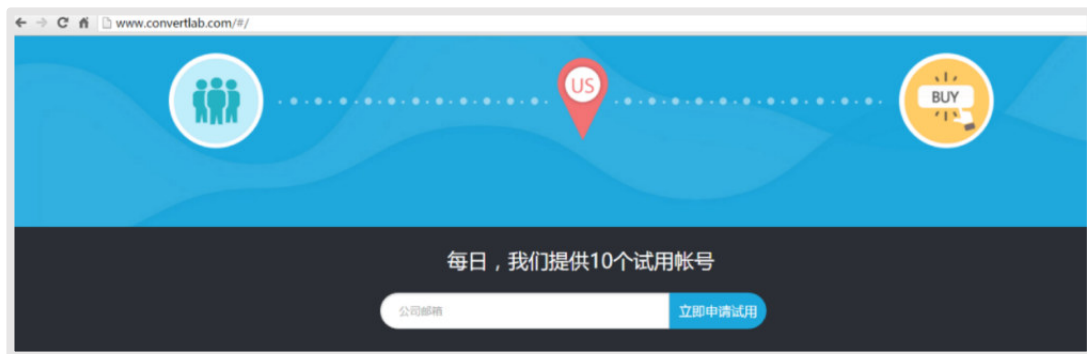 www.convertlab.com/#/
US
BUY
每日，我们提供10个试用帐号
公司邮箱
立即申请试用